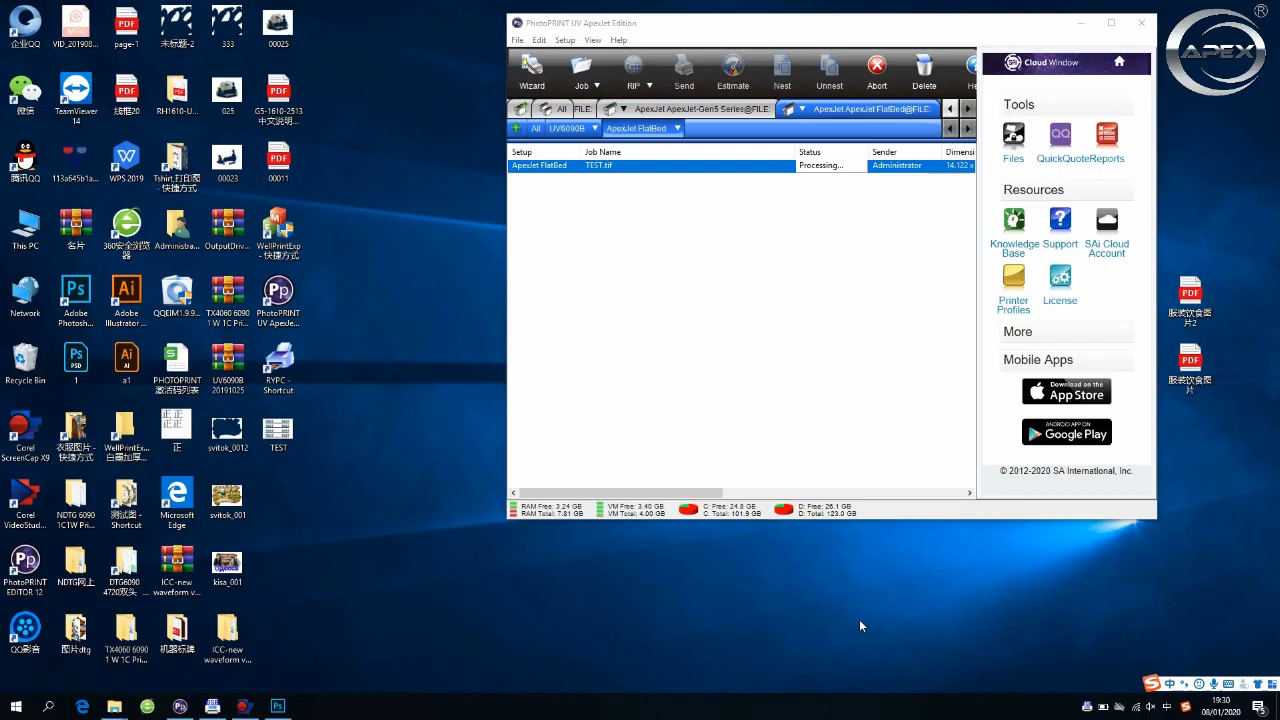 PhotoPRINT UV ApexJet Edition
File Edit Setup View Help
Wizard Job RIP Send Estimate Nest Unnest Abort Delete He
All FILE: ApexJet ApexJet-Gen5 Series@FILE: ApexJet ApexJet FlatBed@FILE:
All UV6090B ApexJet FlatBed
Setup Job Name Status Sender Dimensi
ApexJet FlatBed TEST.tif Processing... Administrator 14.122 x
RAM Free: 3.24 GB VM Free: 3.40 GB C: Free: 24.8 GB D: Free: 26.1 GB
RAM Total: 7.81 GB VM Total: 4.00 GB C: Total: 101.9 GB D: Total: 123.0 GB
SAi Cloud Window
Tools
Files QuickQuote Reports
Resources
Knowledge Base
Support
SAi Cloud Account
Printer Profiles
License
More
Mobile Apps
Download on the
App Store
ANDROID APP ON
Google Play
© 2012-2020 SA International, Inc.
APEX ®
企业QQ
VID_201908...
page-1
未标题-2
333
00025
微信
TeamViewer
14
线框20
RH1610-U...
025
G5-1610-2513
中文说明...
腾讯QQ
113a645b1a...
WPS 2019
Tshirt 打印图
- 快捷方式
00023
00011
This PC
名片
360安全浏览
器
Administra...
OutputDriv...
WellPrintExp
- 快捷方式
Network
Adobe
Photosh...
Adobe
Illustrator ...
QQEIM1.9.9...
TX4060 6090
1 W 1C Pri...
PhotoPRINT
UV ApexJe...
Recycle Bin
1
a1
PHOTOPRINT
激活码列表
UV6090B
20191025
RYPC -
Shortcut
Corel
ScreenCap X9
衣服图片 -
快捷方式
WellPrintEx...
白墨加厚...
正
svitok_0012
TEST
Corel
VideoStud...
NDTG 6090
1C1W Pri...
测试图 -
Shortcut
Microsoft
Edge
svitok_001
PhotoPRINT
EDITOR 12
NDTG网上
DTG6090
4720双头 ...
ICC-new
waveform v...
kisa_001
QQ影音
图片dtg
TX4060 6090
1 W 1C Pri...
机器标牌
ICC-new
waveform v...
服装饮食图
片2
服装饮食图
片
中
中
19:30
08/01/2020